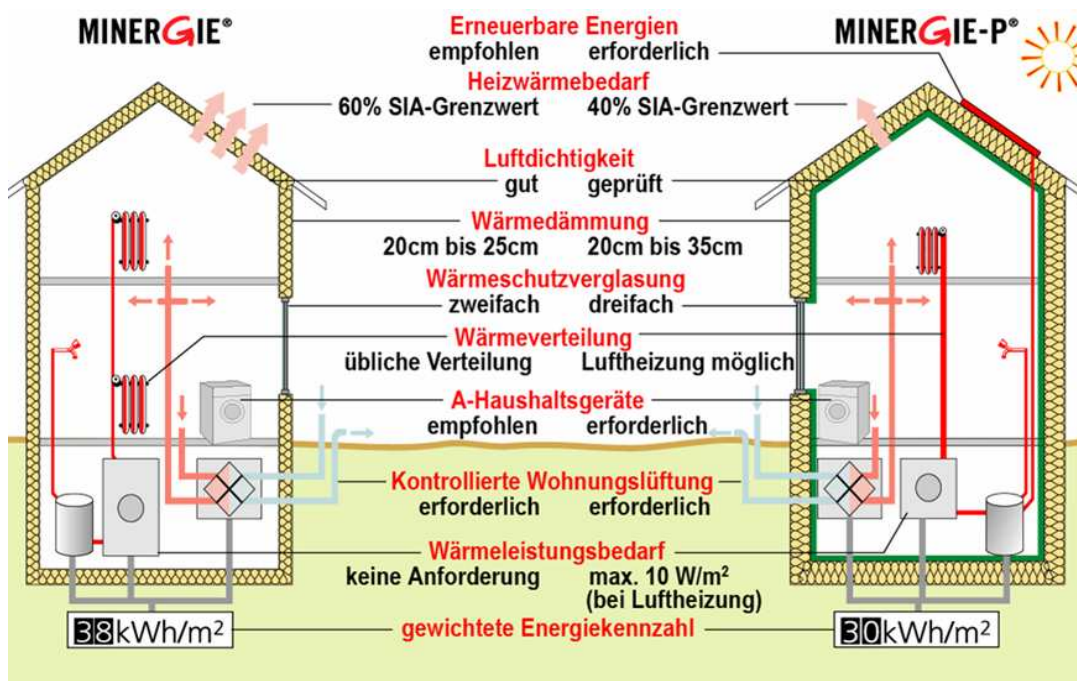 MINERGIE®
MINERGIE-P®
Erneuerbare Energien
empfohlen erforderlich
Heizwärmebedarf
60% SIA-Grenzwert 40% SIA-Grenzwert
Luftdichtigkeit
gut geprüft
Wärmedämmung
20cm bis 25cm 20cm bis 35cm
Wärmeschutzverglasung
zweifach dreifach
Wärmeverteilung
übliche Verteilung Luftheizung möglich
A-Haushaltsgeräte
empfohlen erforderlich
Kontrollierte Wohnungslüftung
erforderlich erforderlich
Wärmeleistungsbedarf
keine Anforderung max. 10 W/m²
(bei Luftheizung)
38kWh/m² gewichtete Energiekennzahl 30kWh/m²